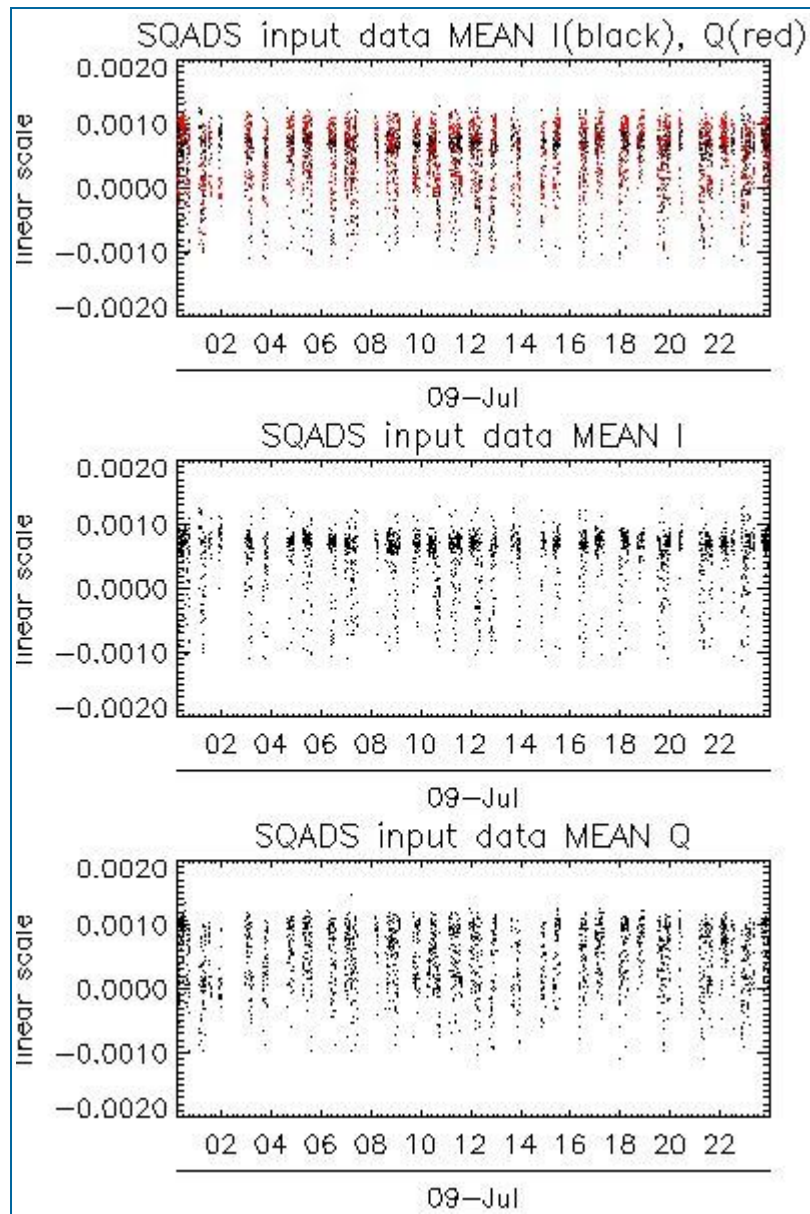 SQADS input data MEAN I(black), Q(red)
linear scale
0.0020
0.0010
0.0000
−0.0010
−0.0020
02 04 06 08 10 12 14 16 18 20 22
09-Jul
SQADS input data MEAN I
linear scale
0.0020
0.0010
0.0000
−0.0010
−0.0020
02 04 06 08 10 12 14 16 18 20 22
09-Jul
SQADS input data MEAN Q
linear scale
0.0020
0.0010
0.0000
−0.0010
−0.0020
02 04 06 08 10 12 14 16 18 20 22
09-Jul